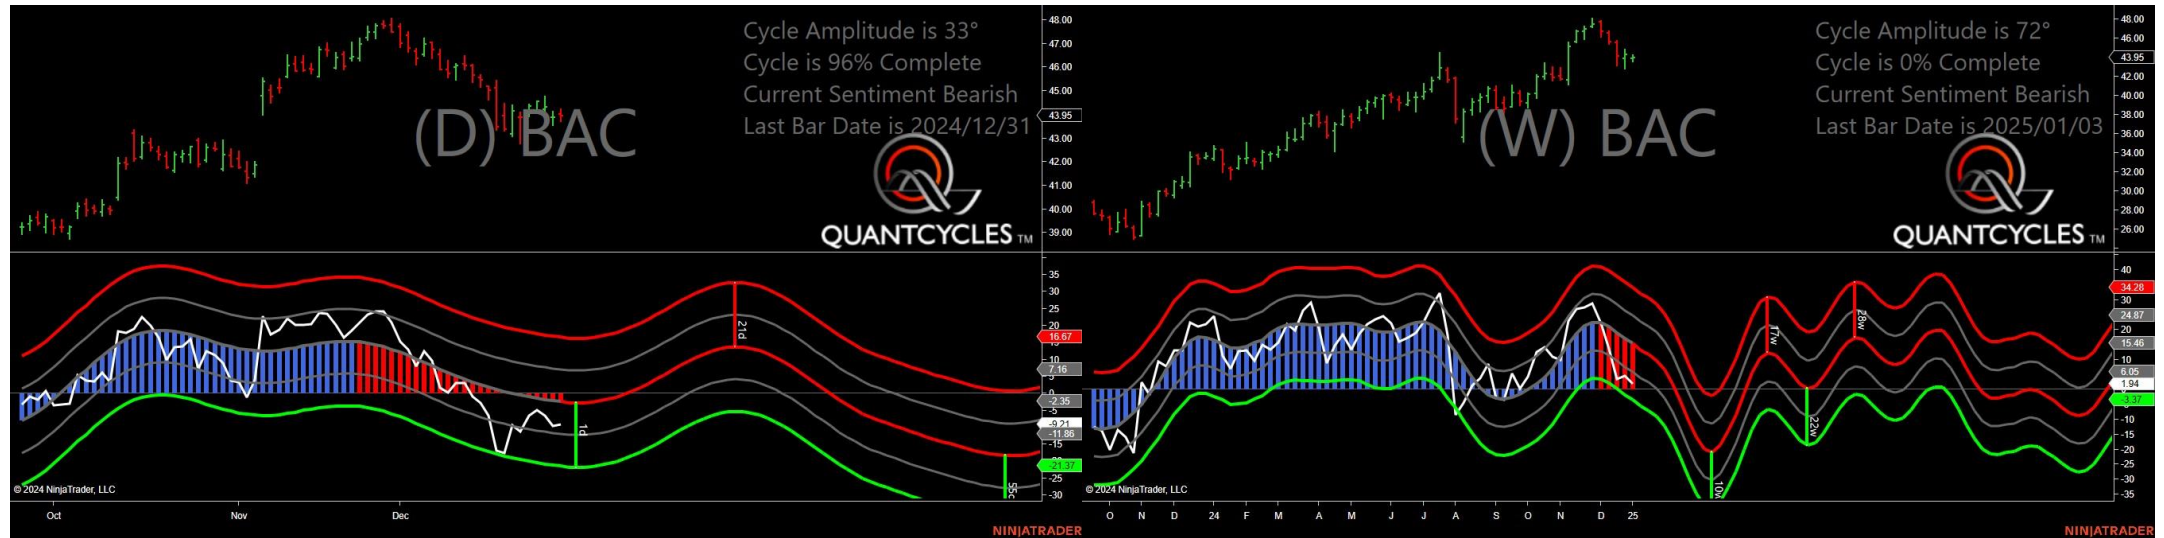 Cycle Amplitude is 33°
Cycle is 96% Complete
Current Sentiment Bearish
Last Bar Date is 2024/12/31
(D) BAC
QUANTCYCLES TM
48.00
47.00
46.00
45.00
43.95
43.00
42.00
41.00
40.00
39.00
35
30
25
20
16.67
10
7.16
5
-2.35
-5
-9.21
-11.86
-15
-21.37
-25
-30
21d
1d
© 2024 NinjaTrader, LLC
Oct Nov Dec
NINJATRADER
Cycle Amplitude is 72°
Cycle is 0% Complete
Current Sentiment Bearish
Last Bar Date is 2025/01/03
(W) BAC
QUANTCYCLES TM
48.00
46.00
43.95
42.00
40.00
38.00
36.00
34.00
32.00
30.00
28.00
26.00
40
34.28
30
24.87
20
15.46
10
6.05
1.94
-3.37
-10
-15
-20
-25
-30
-35
17w
28w
22w
© 2024 NinjaTrader, LLC
O N D 24 F M A M J J A S O N D 25
NINJATRADER